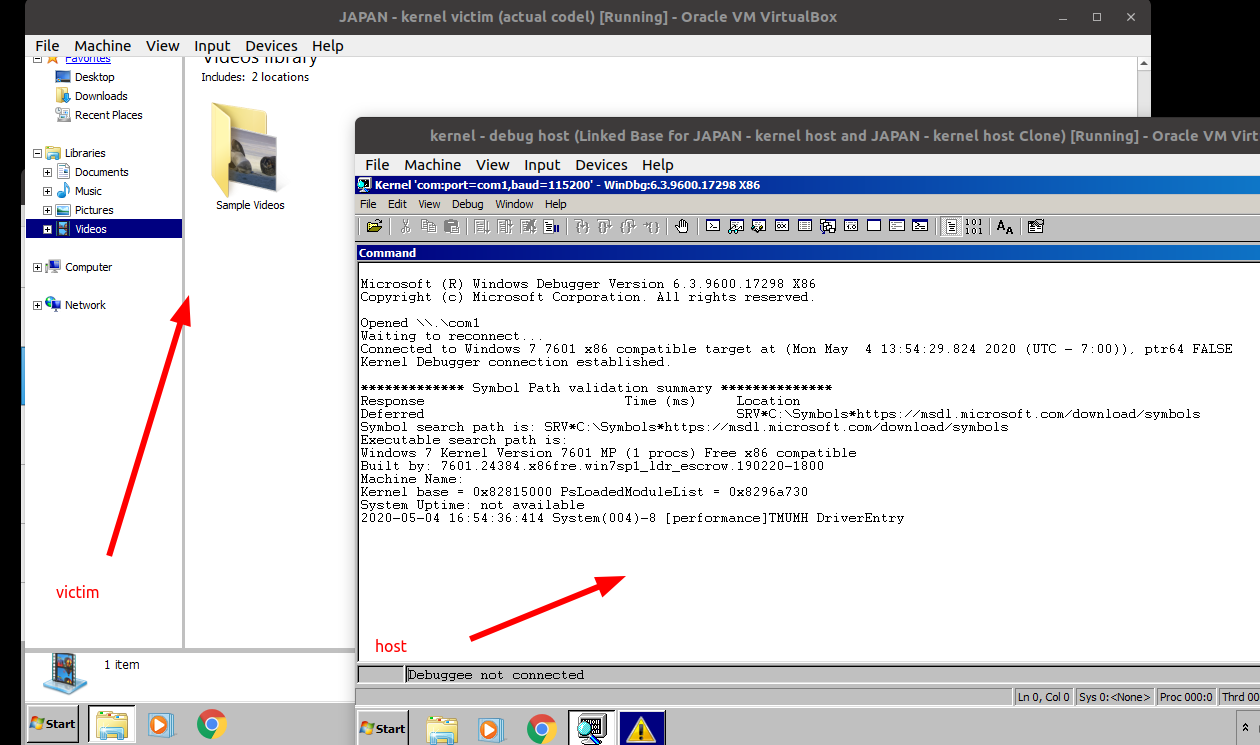 JAPAN - kernel victim (actual codel) [Running] - Oracle VM VirtualBox
File Machine View Input Devices Help
Favorites
Desktop
Downloads
Recent Places
Libraries
Documents
Music
Pictures
Videos
Computer
Network
Videos library
Includes: 2 locations
Sample Videos
victim
1 item
Start
kernel - debug host (Linked Base for JAPAN - kernel host and JAPAN - kernel host Clone) [Running] - Oracle VM Virt
File Machine View Input Devices Help
Kernel 'com:port=com1,baud=115200' - WinDbg:6.3.9600.17298 X86
File Edit View Debug Window Help
Command
Microsoft (R) Windows Debugger Version 6.3.9600.17298 X86
Copyright (c) Microsoft Corporation. All rights reserved.
Opened \\.\com1
Waiting to reconnect...
Connected to Windows 7 7601 x86 compatible target at (Mon May  4 13:54:29.824 2020 (UTC - 7:00)), ptr64 FALSE
Kernel Debugger connection established.
************* Symbol Path validation summary **************
Response Time (ms) Location
Deferred SRV*C:\Symbols*https://msdl.microsoft.com/download/symbols
Symbol search path is: SRV*C:\Symbols*https://msdl.microsoft.com/download/symbols
Executable search path is:
Windows 7 Kernel Version 7601 MP (1 procs) Free x86 compatible
Built by: 7601.24384.x86fre.win7sp1_ldr_escrow.190220-1800
Machine Name:
Kernel base = 0x82815000 PsLoadedModuleList = 0x8296a730
System Uptime: not available
2020-05-04 16:54:36:414 System(004)-8 [performance]TMUMH DriverEntry
host
Debuggee not connected
Ln 0, Col 0 Sys 0:<None> Proc 000:0 Thrd 00
Start